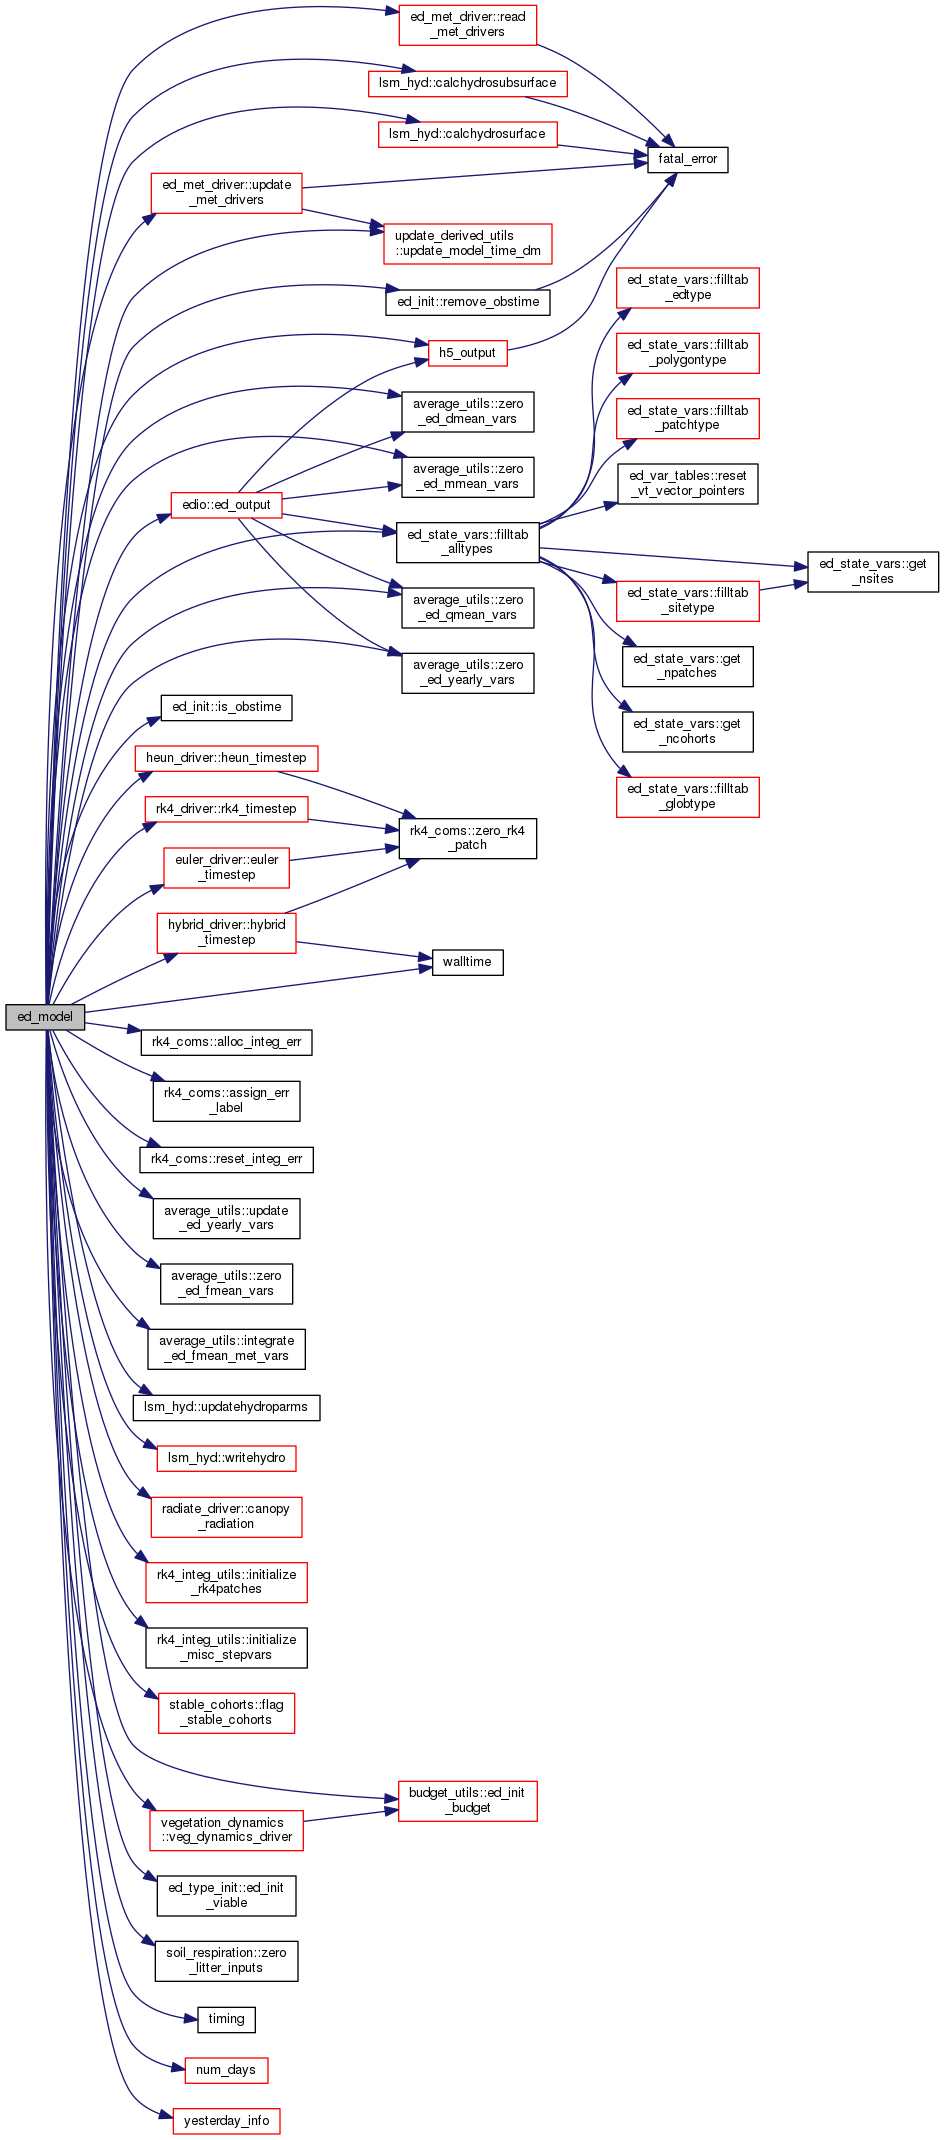 ed_met_driver::read
_met_drivers
lsm_hyd::calchydrosubsurface
lsm_hyd::calchydrosurface
fatal_error
ed_met_driver::update
_met_drivers
update_derived_utils
::update_model_time_dm
ed_init::remove_obstime
ed_state_vars::filltab
_edtype
ed_state_vars::filltab
_polygontype
h5_output
average_utils::zero
_ed_dmean_vars
ed_state_vars::filltab
_patchtype
average_utils::zero
_ed_mmean_vars
ed_var_tables::reset
_vt_vector_pointers
edio::ed_output
ed_state_vars::filltab
_alltypes
ed_state_vars::get
_nsites
average_utils::zero
_ed_qmean_vars
ed_state_vars::filltab
_sitetype
average_utils::zero
_ed_yearly_vars
ed_state_vars::get
_npatches
ed_init::is_obstime
ed_state_vars::get
_ncohorts
heun_driver::heun_timestep
ed_state_vars::filltab
_globtype
rk4_driver::rk4_timestep
rk4_coms::zero_rk4
_patch
euler_driver::euler
_timestep
hybrid_driver::hybrid
_timestep
walltime
ed_model
rk4_coms::alloc_integ_err
rk4_coms::assign_err
_label
rk4_coms::reset_integ_err
average_utils::update
_ed_yearly_vars
average_utils::zero
_ed_fmean_vars
average_utils::integrate
_ed_fmean_met_vars
lsm_hyd::updatehydroparms
lsm_hyd::writehydro
radiate_driver::canopy
_radiation
rk4_integ_utils::initialize
_rk4patches
rk4_integ_utils::initialize
_misc_stepvars
stable_cohorts::flag
_stable_cohorts
budget_utils::ed_init
_budget
vegetation_dynamics
::veg_dynamics_driver
ed_type_init::ed_init
_viable
soil_respiration::zero
_litter_inputs
timing
num_days
yesterday_info